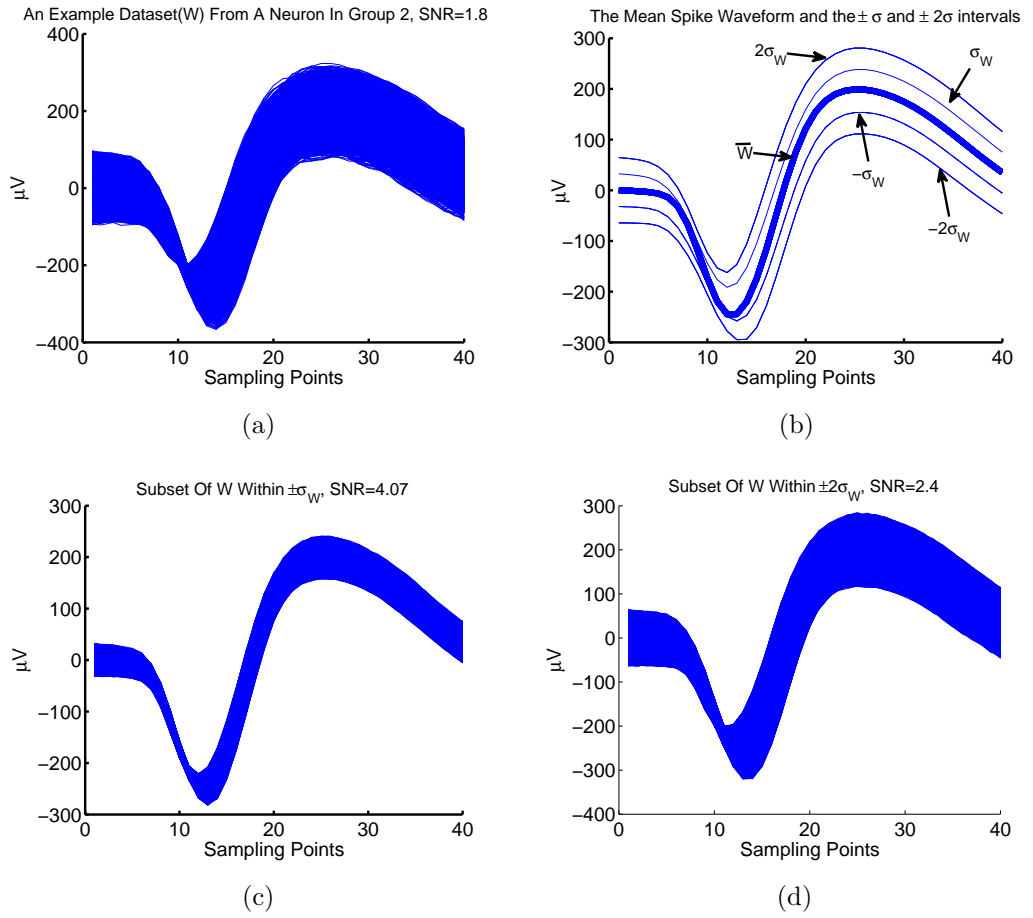 An Example Dataset(W) From A Neuron In Group 2, SNR=1.8
400
300
200
100
0
−100
−200
−300
−400
μV
0
10
20
30
40
Sampling Points
(a)
The Mean Spike Waveform and the ± σ and ± 2σ intervals
300
200
100
0
−100
−200
−300
μV
2σW
σW
W̅
−σW
−2σW
0
10
20
30
40
Sampling Points
(b)
Subset Of W Within ±σW, SNR=4.07
300
200
100
0
−100
−200
−300
μV
0
10
20
30
40
Sampling Points
(c)
Subset Of W Within ±2σW, SNR=2.4
300
200
100
0
−100
−200
−300
−400
μV
0
10
20
30
40
Sampling Points
(d)